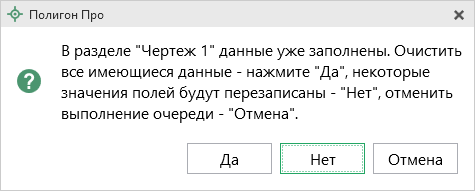 Полигон Про
В разделе "Чертеж 1" данные уже заполнены. Очистить
все имеющиеся данные - нажмите "Да", некоторые
значения полей будут перезаписаны - "Нет", отменить
выполнение очереди - "Отмена".
Да
Нет
Отмена